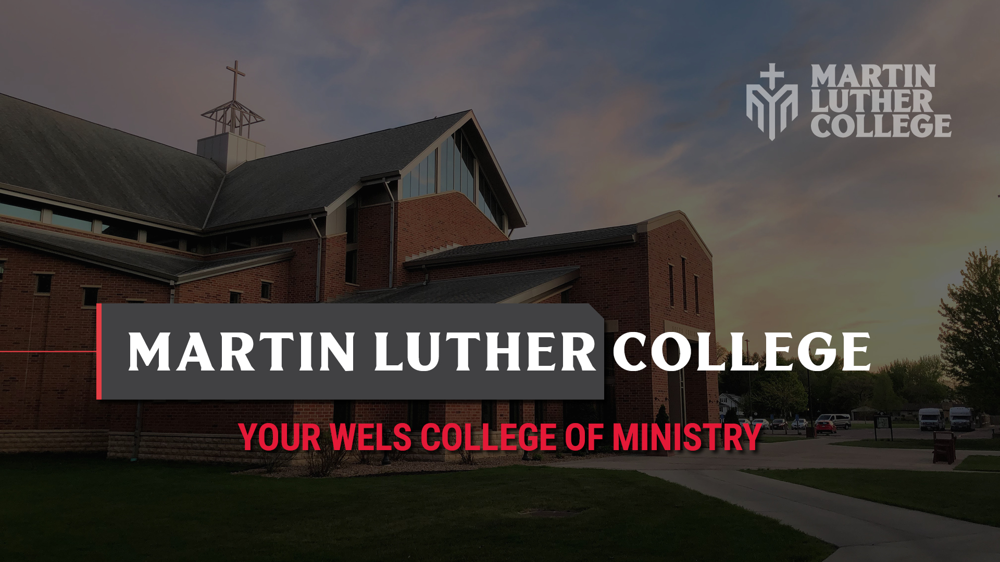 MARTIN
LUTHER
COLLEGE
MARTIN LUTHER COLLEGE
YOUR WELS COLLEGE OF MINISTRY